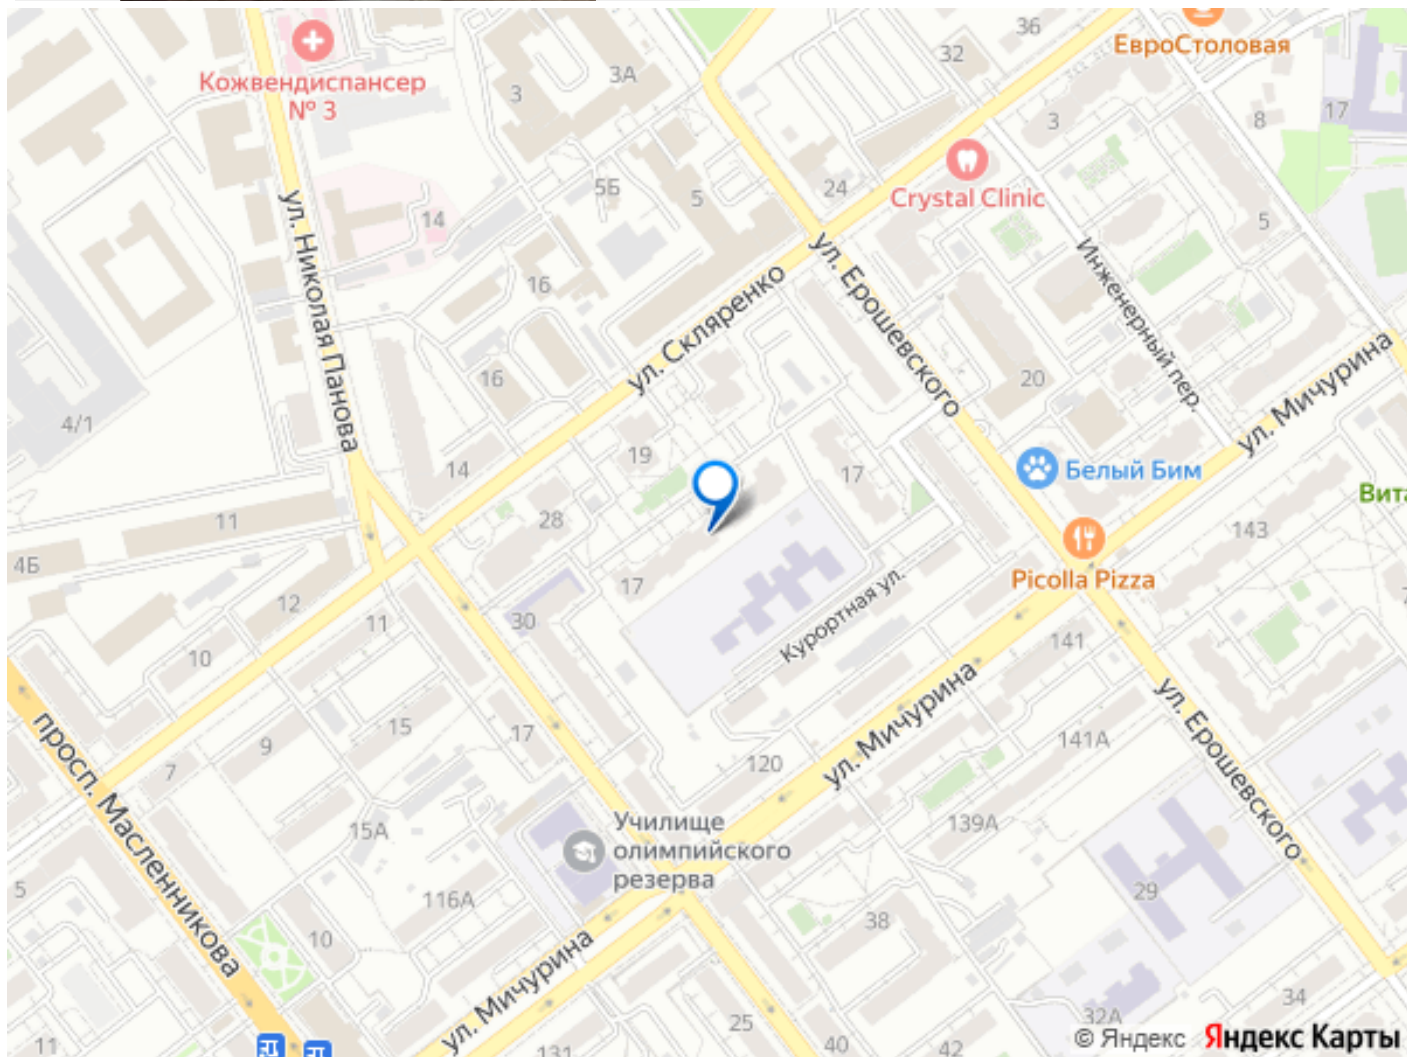 36
ЕвроСтоловая
32
Кожвендиспансер
№ 3
3А
3
3
8
17
24
Crystal Clinic
5Б
5
14
5
ул. Николая Панова
ул. Ерошевского
Инженерный пер.
16
ул. Скляренко
16
20
ул. Мичурина
4/1
14
19
17
Белый Бим
Вита
11
28
143
4Б
17
Picolla Pizza
12
11
30
Курортная ул.
141
10
15
17
9
7
120
ул. Мичурина
141А
ул. Ерошевского
просп. Масленникова
15А
Училище
олимпийского
резерва
139А
5
116А
29
38
10
ул. Мичурина
34
11
25
131
40
42
32А
© Яндекс
Яндекс Карты